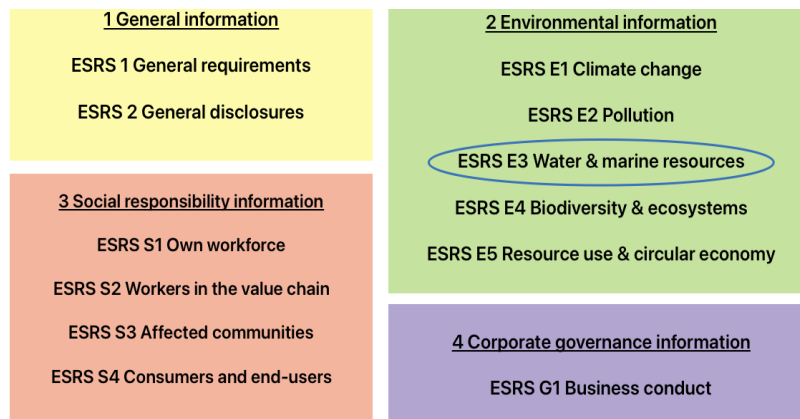 1 General information
ESRS 1 General requirements
ESRS 2 General disclosures
2 Environmental information
ESRS E1 Climate change
ESRS E2 Pollution
ESRS E3 Water & marine resources
ESRS E4 Biodiversity & ecosystems
ESRS E5 Resource use & circular economy
3 Social responsibility information
ESRS S1 Own workforce
ESRS S2 Workers in the value chain
ESRS S3 Affected communities
ESRS S4 Consumers and end-users
4 Corporate governance information
ESRS G1 Business conduct